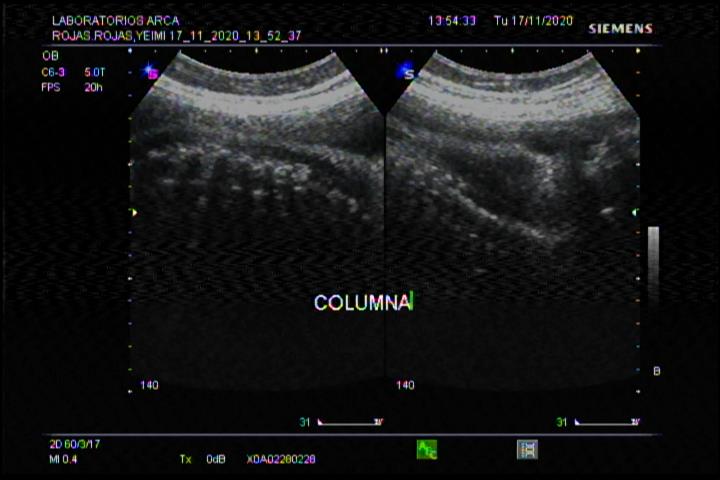 LABORATORIOS ARCA 13:54:33 Tu 17/11/2020
ROJAS.ROJAS,YEIMI 17_11_2020_13_52_37 SIEMENS
OB
C6-3 5.0T
FPS 20h
S S
COLUMNA
B
140 140
31 31
2D 60/3/17
MI 0.4 Tx 0dB